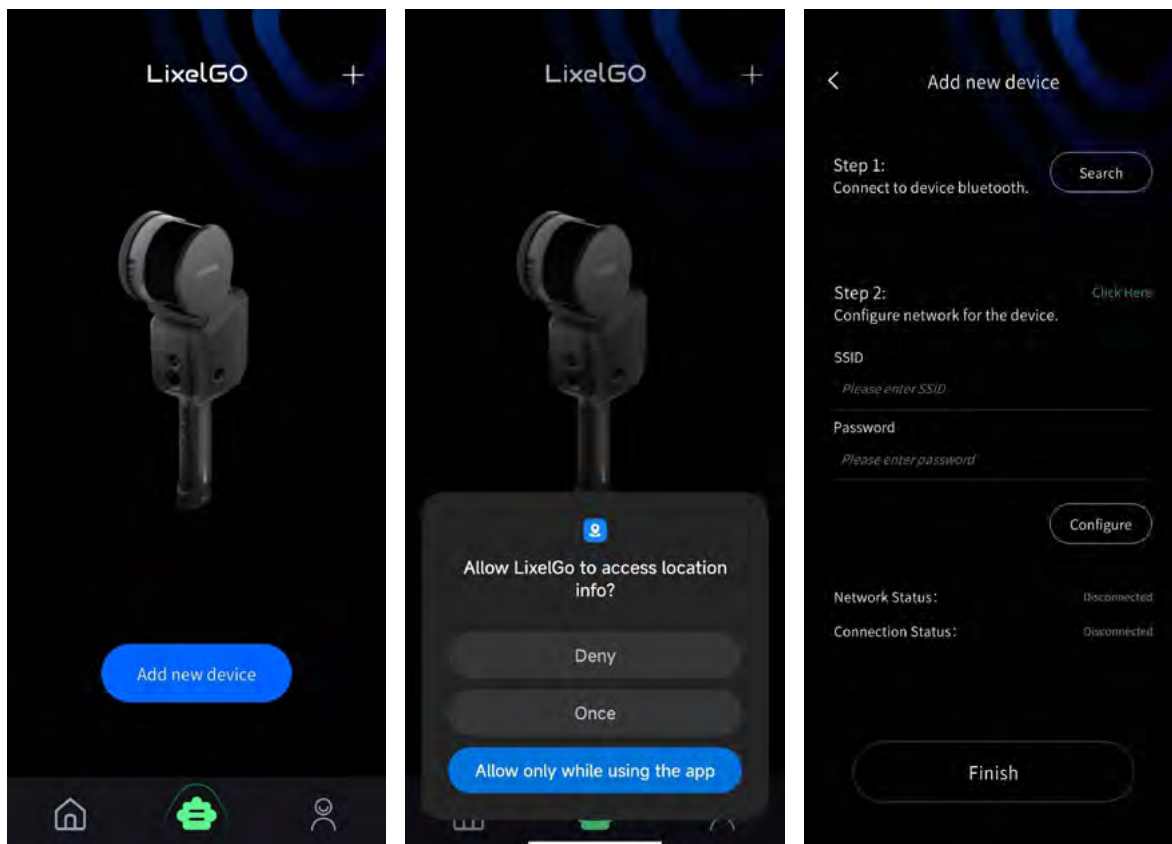 LixelGO
Add new device
LixelGO
Allow LixelGo to access location
info?
Deny
Once
Allow only while using the app
Add new device
Step 1:
Connect to device bluetooth.
Search
Step 2:
Click Here
Configure network for the device.
SSID
Please enter SSID
Password
Please enter password
Configure
Network Status:
Disconnected
Connection Status:
Disconnected
Finish